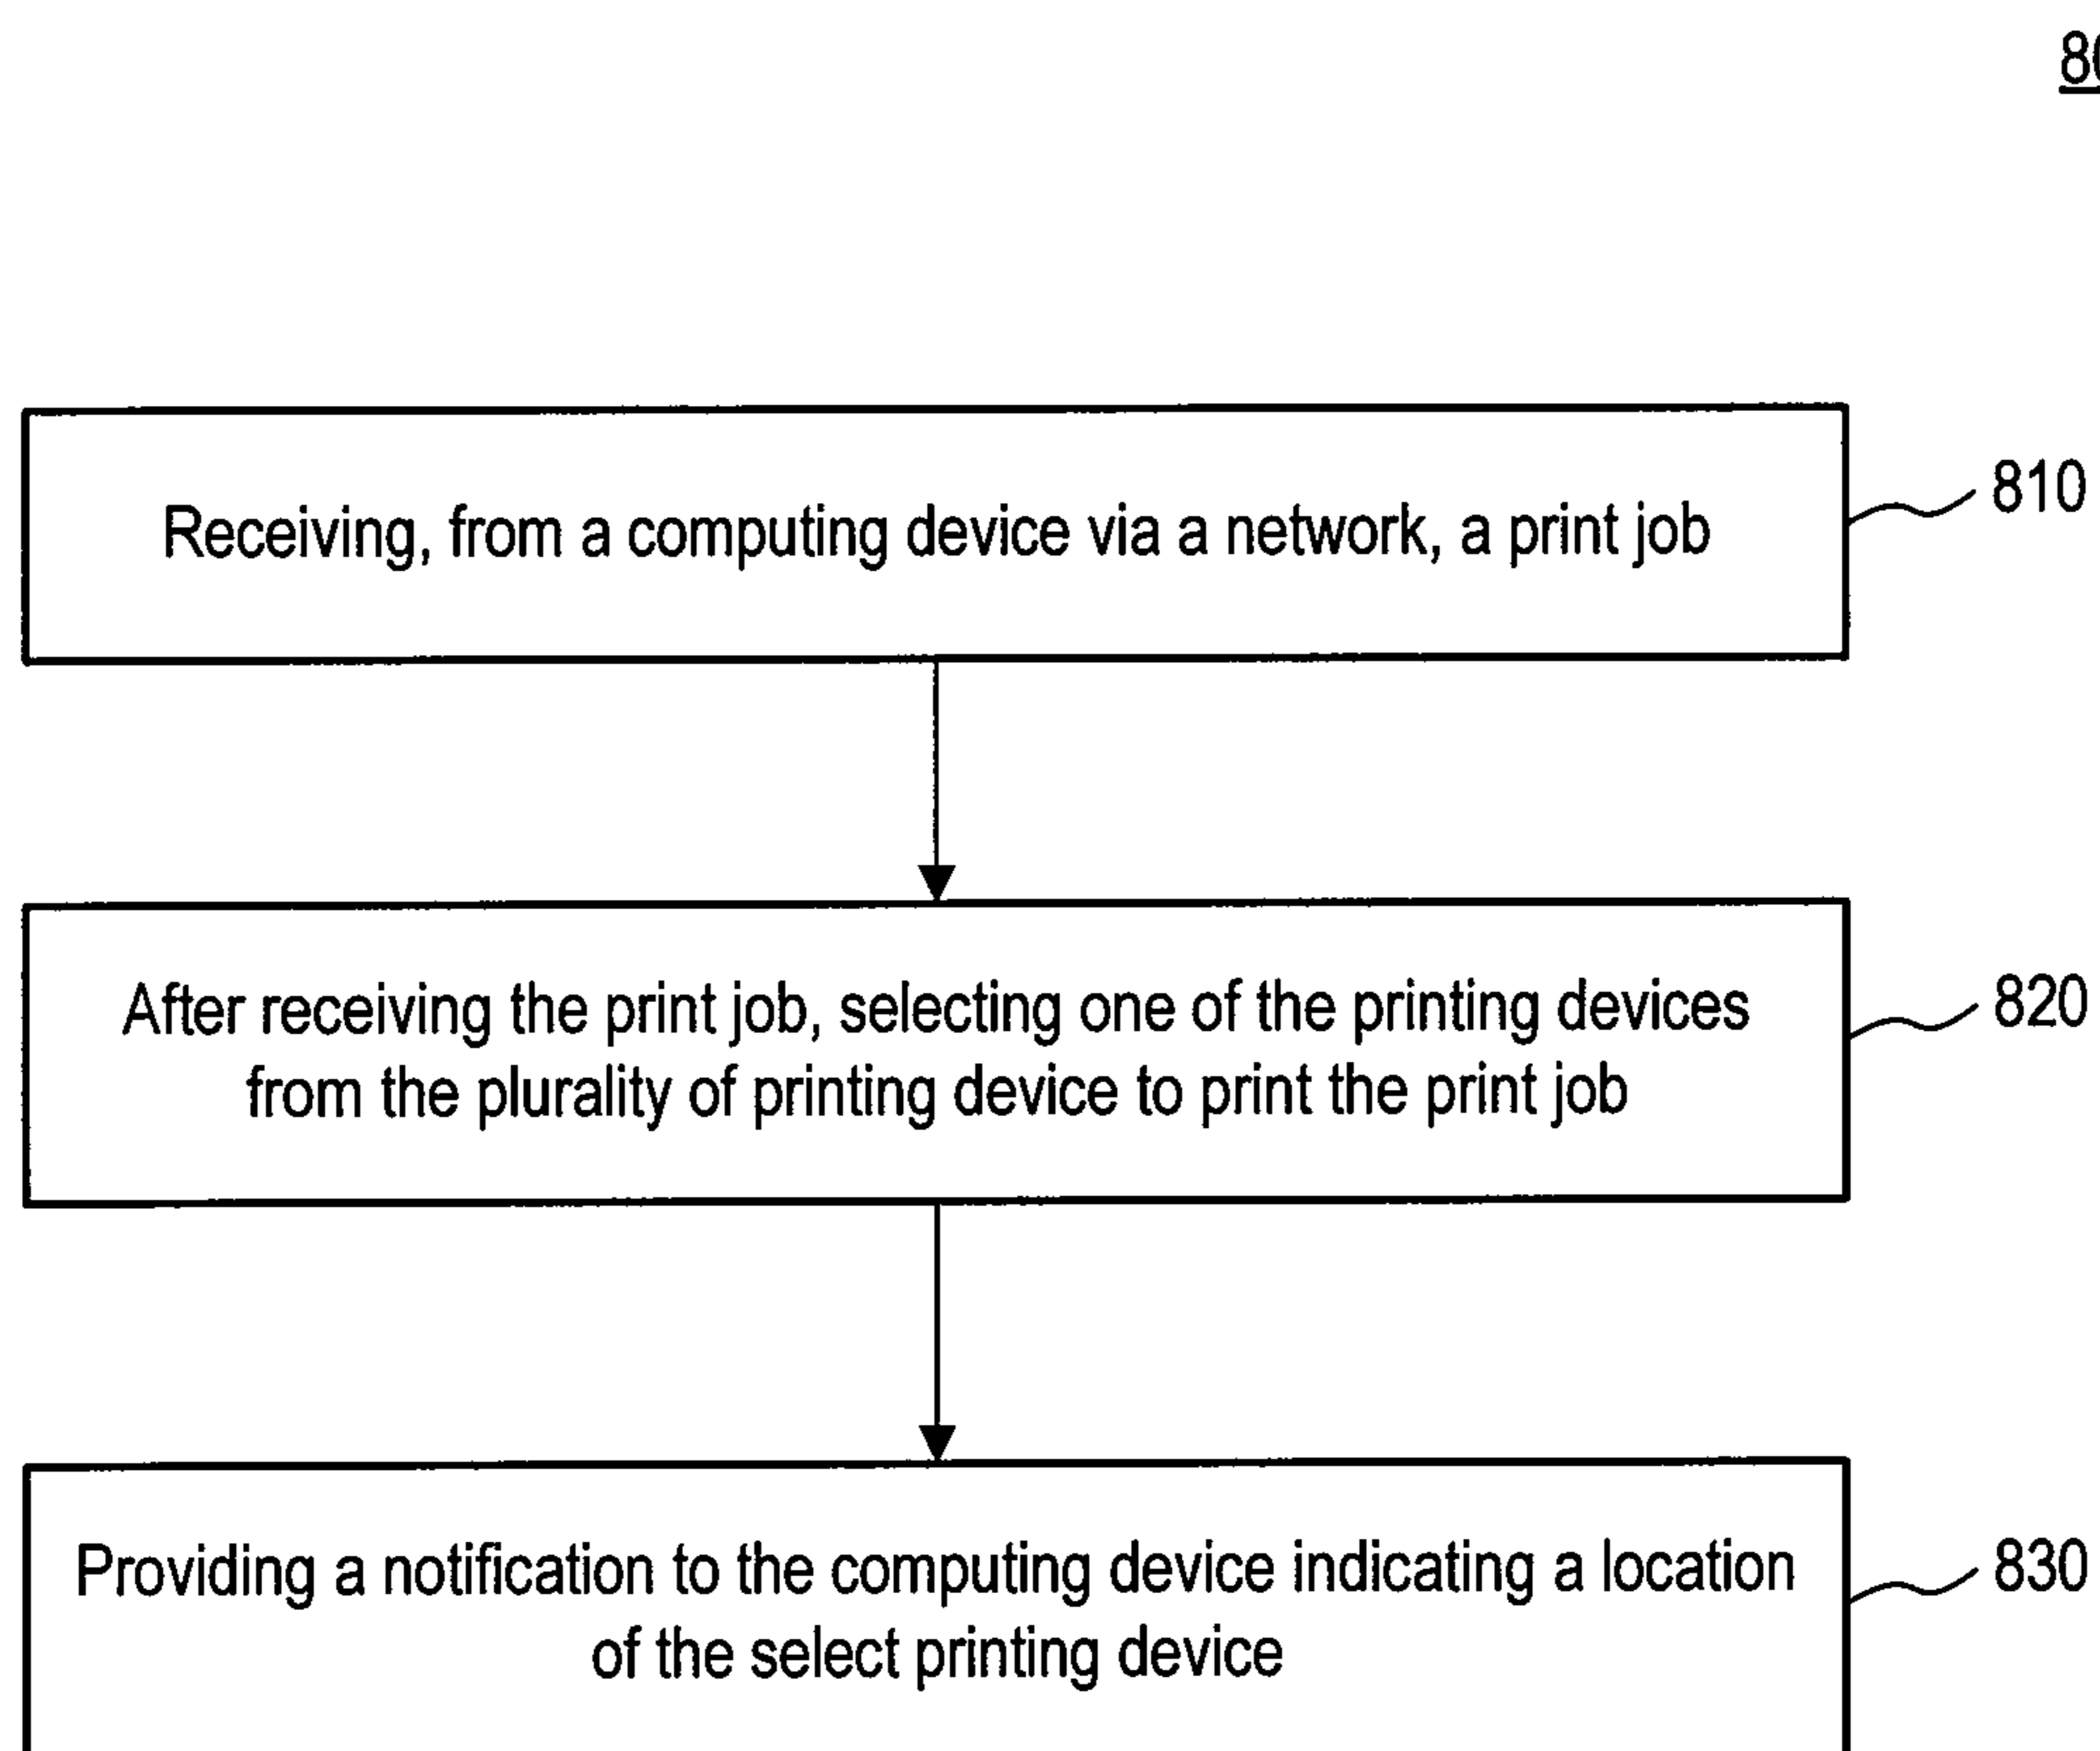 Receiving, from a computing device via a network, a print job
810
After receiving the print job, selecting one of the printing devices
from the plurality of printing device to print the print job
820
Providing a notification to the computing device indicating a location
of the select printing device
830